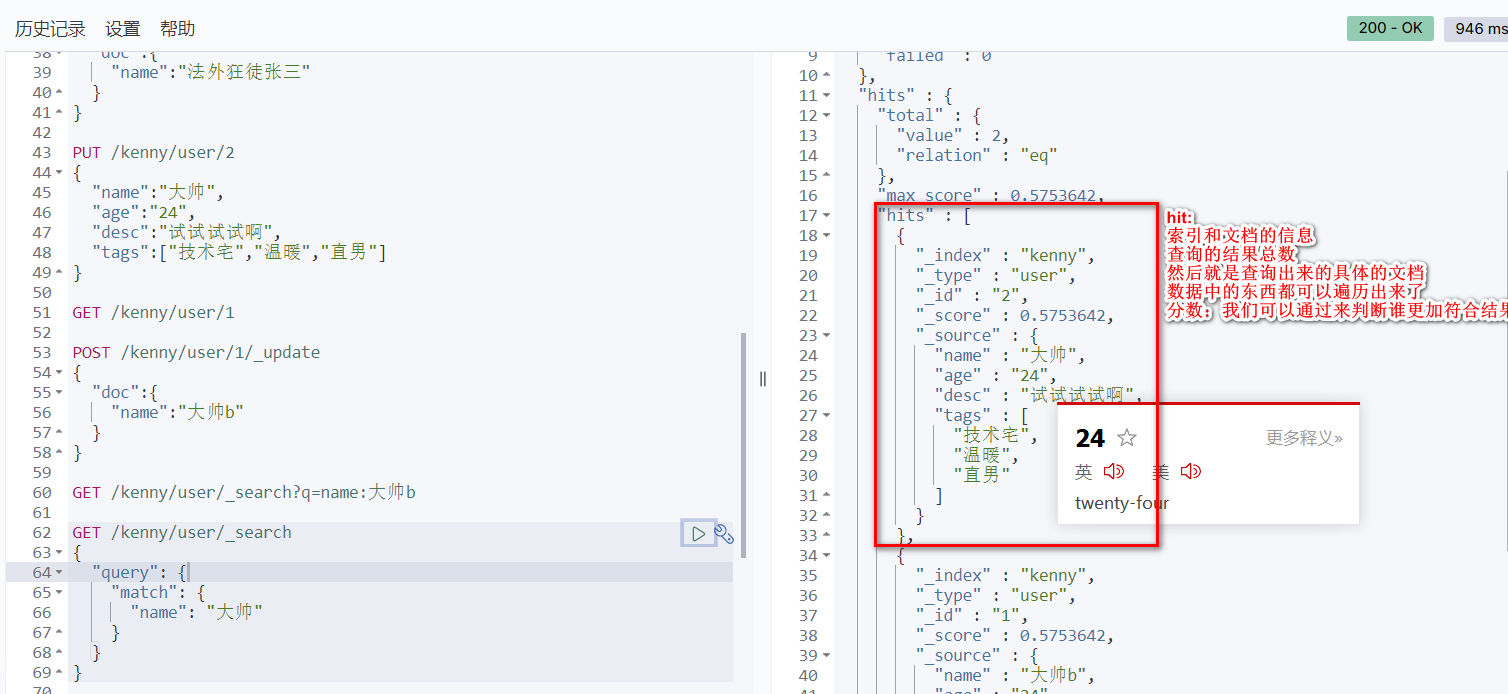 历史记录 设置 帮助
200 - OK
946 ms
38 "doc":{
39 "name":"法外狂徒张三"
40 }
41 }
42
43 PUT /kenny/user/2
44 {
45 "name":"大帅",
46 "age":"24",
47 "desc":"试试试试啊",
48 "tags":["技术宅","温暖","直男"]
49 }
50
51 GET /kenny/user/1
52
53 POST /kenny/user/1/_update
54 {
55 "doc":{
56 "name":"大帅b"
57 }
58 }
59
60 GET /kenny/user/_search?q=name:大帅b
61
62 GET /kenny/user/_search
63 {
64 "query": {
65 "match": {
66 "name": "大帅"
67 }
68 }
69 }
70
9 "failed" : 0
10 },
11 "hits" : {
12 "total" : {
13 "value" : 2,
14 "relation" : "eq"
15 },
16 "max_score" : 0.5753642,
17 "hits" : [
18 {
19 "_index" : "kenny",
20 "_type" : "user",
21 "_id" : "2",
22 "_score" : 0.5753642,
23 "_source" : {
24 "name" : "大帅",
25 "age" : "24",
26 "desc" : "试试试试啊",
27 "tags" : [
28 "技术宅",
29 "温暖",
30 "直男"
31 ]
32 }
33 },
34 {
35 "_index" : "kenny",
36 "_type" : "user",
37 "_id" : "1",
38 "_score" : 0.5753642,
39 "_source" : {
40 "name" : "大帅b",
41 "age" : "24"
hit:
索引和文档的信息
查询的结果总数
然后就是查询出来的具体的文档
数据中的东西都可以遍历出来了
分数：我们可以通过来判断谁更加符合结果
24 更多释义»
英 美
twenty-four